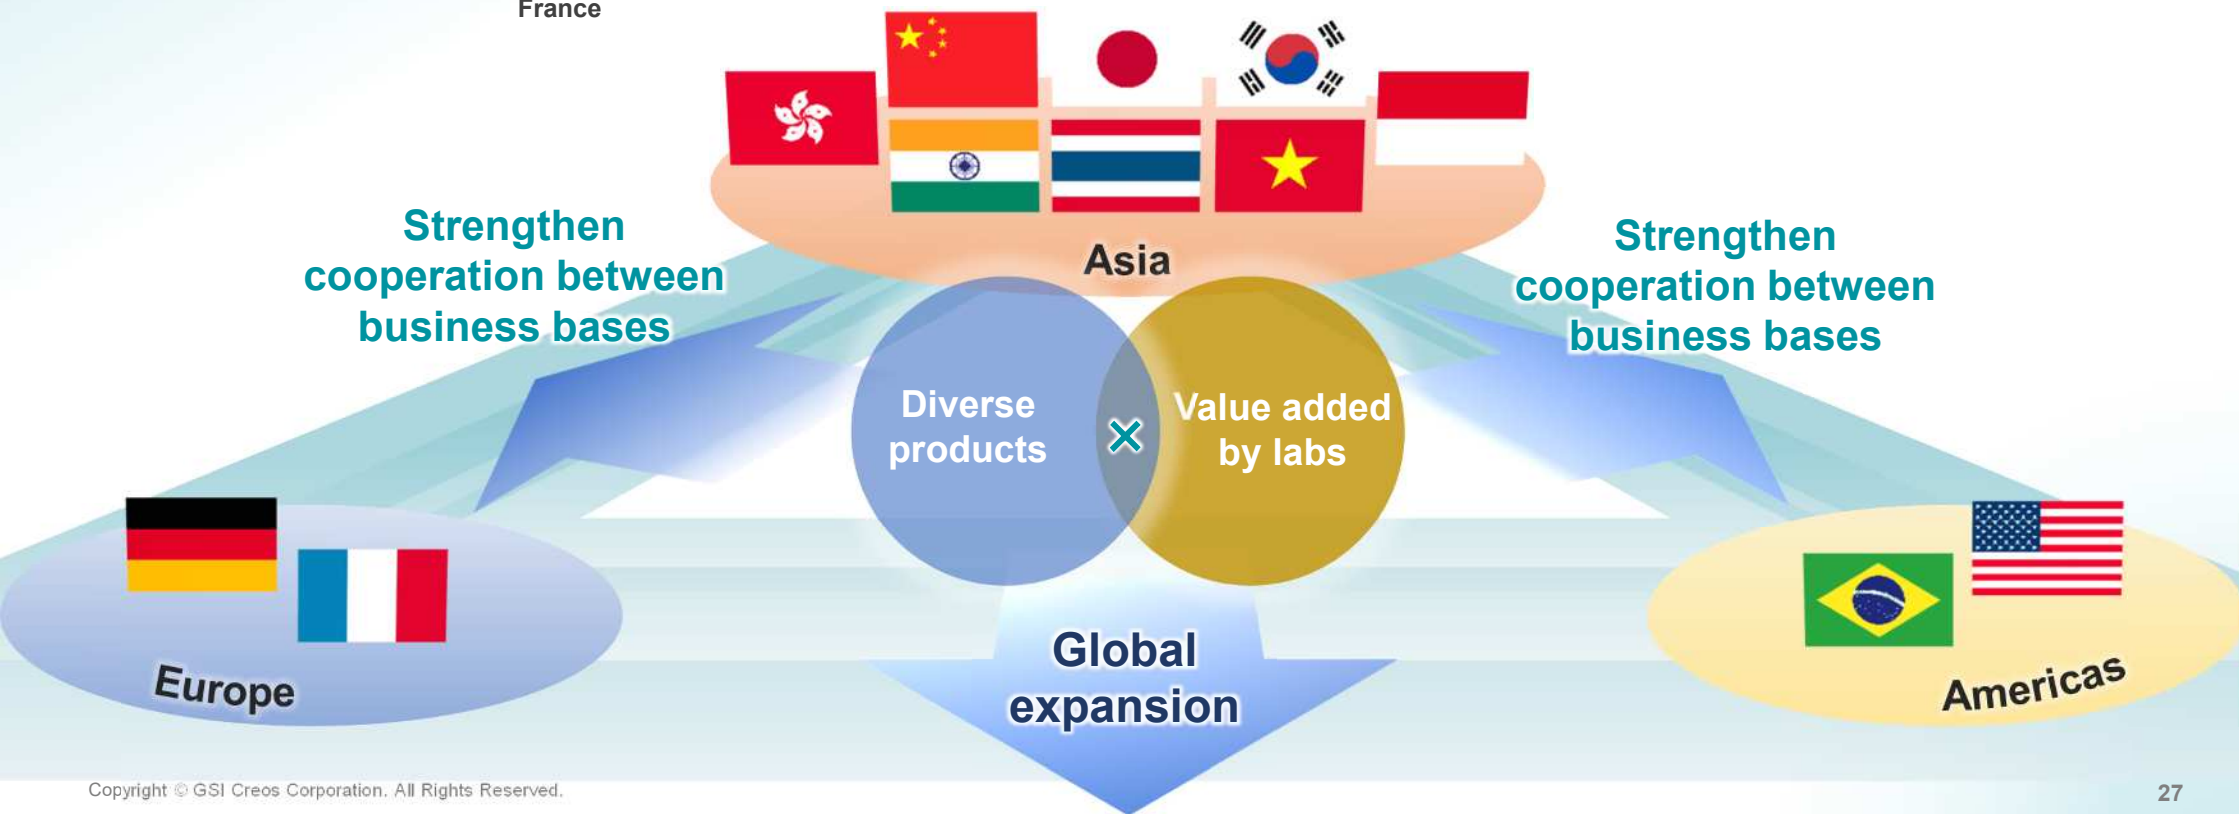 France
Strengthen
cooperation between
business bases
Asia
Strengthen
cooperation between
business bases
Diverse
products
×
Value added
by labs
Europe
Global
expansion
Americas
Copyright © GSI Creos Corporation. All Rights Reserved.
27